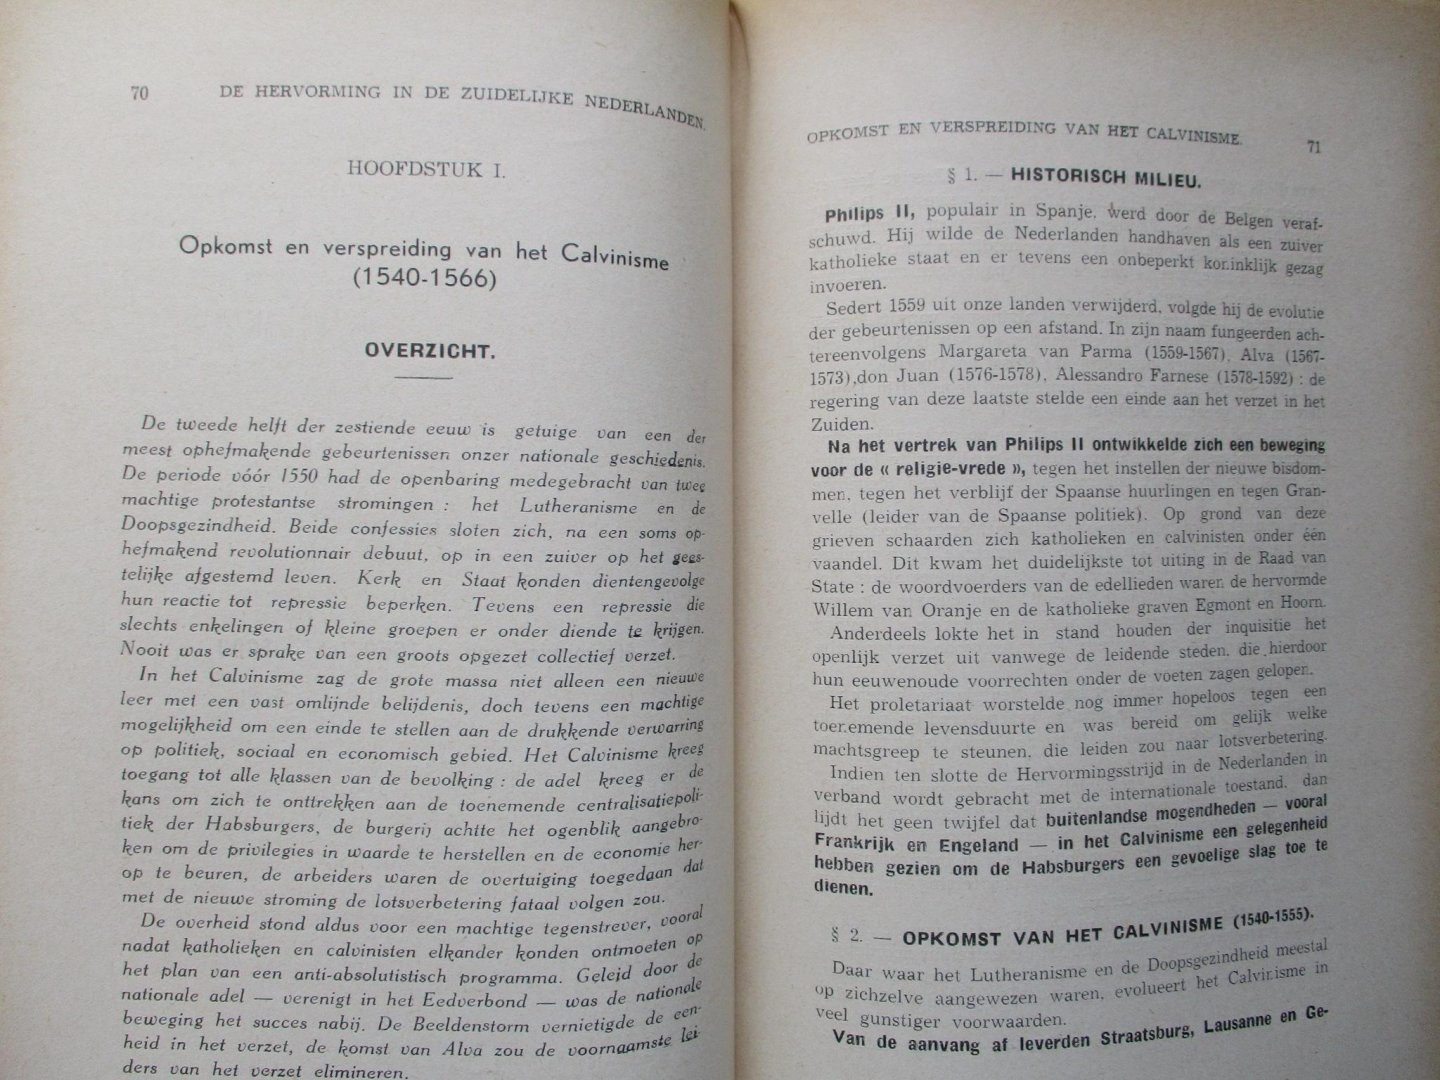 70 DE HERVORMING IN DE ZUIDELIJKE NEDERLANDEN.
HOOFDSTUK I.
Opkomst en verspreiding van het Calvinisme
(1540-1566)
OVERZICHT.
De tweede helft der zestiende eeuw is getuige van een der
meest ophefmakende gebeurtenissen onzer nationale geschiedenis.
De periode vóór 1550 had de openbaring medegebracht van twee
machtige protestantse stromingen : het Lutheranisme en de
Doopsgezindheid. Beide confessies sloten zich, na een soms op-
hefmakend revolutionnair debuut, op in een zuiver op het gees-
telijke afgestemd leven. Kerk en Staat konden dientengevolge
hun reactie tot repressie beperken. Tevens een repressie die
slechts enkelingen of kleine groepen er onder diende te krijgen.
Nooit was er sprake van een groots opgezet collectief verzet.
In het Calvinisme zag de grote massa niet alleen een nieuwe
leer met een vast omlijnde belijdenis, doch tevens een machtige
mogelijkheid om een einde te stellen aan de drukkende verwarring
op politiek, sociaal en economisch gebied. Het Calvinisme kreeg
toegang tot alle klassen van de bevolking : de adel kreeg er de
kans om zich te onttrekken aan de toenemende centralisatiepoli-
tiek der Habsburgers, de burgerij achtte het ogenblik aangebro-
ken om de privilegies in waarde te herstellen en de economie her-
op te beuren, de arbeiders waren de overtuiging toegedaan dat
met de nieuwe stroming de lotsverbetering fataal volgen zou.
De overheid stond aldus voor een machtige tegenstrever, vooral
nadat katholieken en calvinisten elkander konden ontmoeten op
het plan van een anti-absolutistisch programma. Geleid door de
nationale adel — verenigt in het Eedverbond — was de nationale
beweging het succes nabij. De Beeldenstorm vernietigde de een-
heid in het verzet, de komst van Alva zou de voornaamste lei-
ders van het verzet elimineren.
OPKOMST EN VERSPREIDING VAN HET CALVINISME. 71
§ 1. — HISTORISCH MILIEU.
Philips II, populair in Spanje, werd door de Belgen veraf-
schuwd. Hij wilde de Nederlanden handhaven als een zuiver
katholieke staat en er tevens een onbeperkt koninklijk gezag
invoeren.
Sedert 1559 uit onze landen verwijderd, volgde hij de evolutie
der gebeurtenissen op een afstand. In zijn naam fungeerden ach-
tereenvolgens Margareta van Parma (1559-1567), Alva (1567-
1573),don Juan (1576-1578), Alessandro Farnese (1578-1592) : de
regering van deze laatste stelde een einde aan het verzet in het
Zuiden.
Na het vertrek van Philips II ontwikkelde zich een beweging
voor de « religie-vrede », tegen het instellen der nieuwe bisdom-
men, tegen het verblijf der Spaanse huurlingen en tegen Gran-
velle (leider van de Spaanse politiek). Op grond van deze
grieven schaarden zich katholieken en calvinisten onder één
vaandel. Dit kwam het duidelijkste tot uiting in de Raad van
State : de woordvoerders van de edellieden waren de hervormde
Willem van Oranje en de katholieke graven Egmont en Hoorn.
Anderdeels lokte het in stand houden der inquisitie het
openlijk verzet uit vanwege de leidende steden, die hierdoor
hun eeuwenoude voorrechten onder de voeten zagen gelopen.
Het proletariaat worstelde nog immer hopeloos tegen een
toenemende levensduurte en was bereid om gelijk welke
machtsgreep te steunen, die leiden zou naar lotsverbetering.
Indien ten slotte de Hervormingsstrijd in de Nederlanden in
verband wordt gebracht met de internationale toestand, dan
lijdt het geen twijfel dat buitenlandse mogendheden — vooral
Frankrijk en Engeland — in het Calvinisme een gelegenheid
hebben gezien om de Habsburgers een gevoelige slag toe te
dienen.
§ 2. — OPKOMST VAN HET CALVINISME (1540-1555).
Daar waar het Lutheranisme en de Doopsgezindheid meestal
op zichzelve aangewezen waren, evolueert het Calvinisme in
veel gunstiger voorwaarden.
Van de aanvang af leverden Straatsburg, Lausanne en Ge-